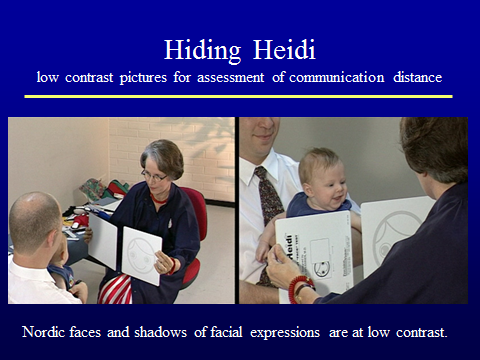 Hiding Heidi
low contrast pictures for assessment of communication distance
Heidi
Nordic faces and shadows of facial expressions are at low contrast.